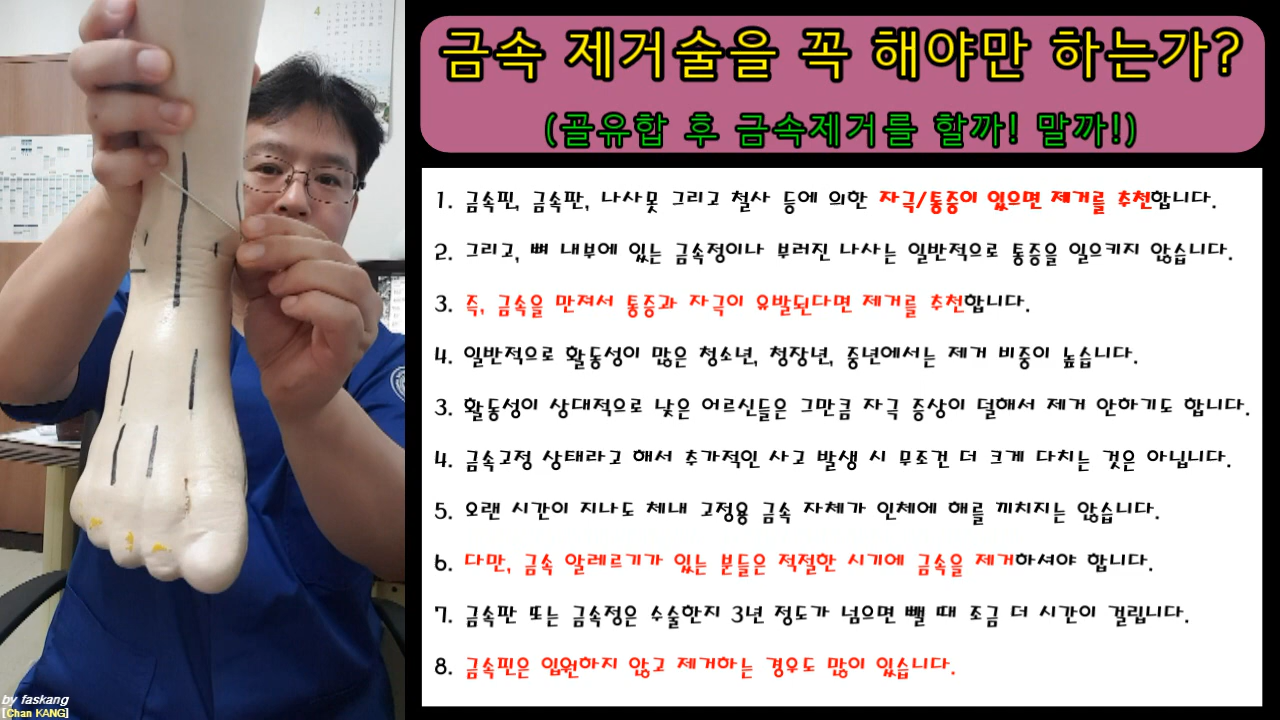 금속 제거술을 꼭 해야만 하는가?
(골유합 후 금속제거를 할까! 말까!)
1. 금속핀, 금속판, 나사못 그리고 철사 등에 의한 자극/통증이 있으면 제거를 추천합니다.
2. 그리고, 뼈 내부에 있는 금속정이나 부러진 나사는 일반적으로 통증을 일으키지 않습니다.
3. 즉, 금속을 만져서 통증과 자극이 유발된다면 제거를 추천합니다.
4. 일반적으로 활동성이 많은 청소년, 청장년, 중년에서는 제거 비중이 높습니다.
3. 활동성이 상대적으로 낮은 어르신들은 그만큼 자극 증상이 덜해서 제거 안하기도 합니다.
4. 금속고정 상태라고 해서 추가적인 사고 발생 시 무조건 더 크게 다치는 것은 아닙니다.
5. 오랜 시간이 지나도 체내 고정용 금속 자체가 인체에 해를 끼치지는 않습니다.
6. 다만, 금속 알레르기가 있는 분들은 적절한 시기에 금속을 제거하셔야 합니다.
7. 금속판 또는 금속정은 수술한지 3년 정도가 넘으면 뺄 때 조금 더 시간이 걸립니다.
8. 금속핀은 입원하지 않고 제거하는 경우도 많이 있습니다.
by faskang
[Chan KANG]